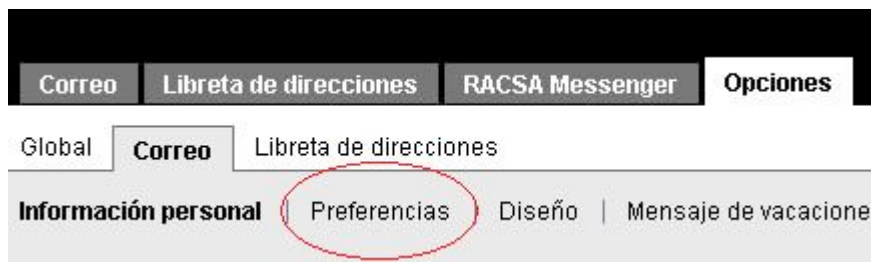 Correo Libreta de direcciones RACSA Messenger Opciones
Global Correo Libreta de direcciones
Información personal | Preferencias | Diseño | Mensaje de vacacione